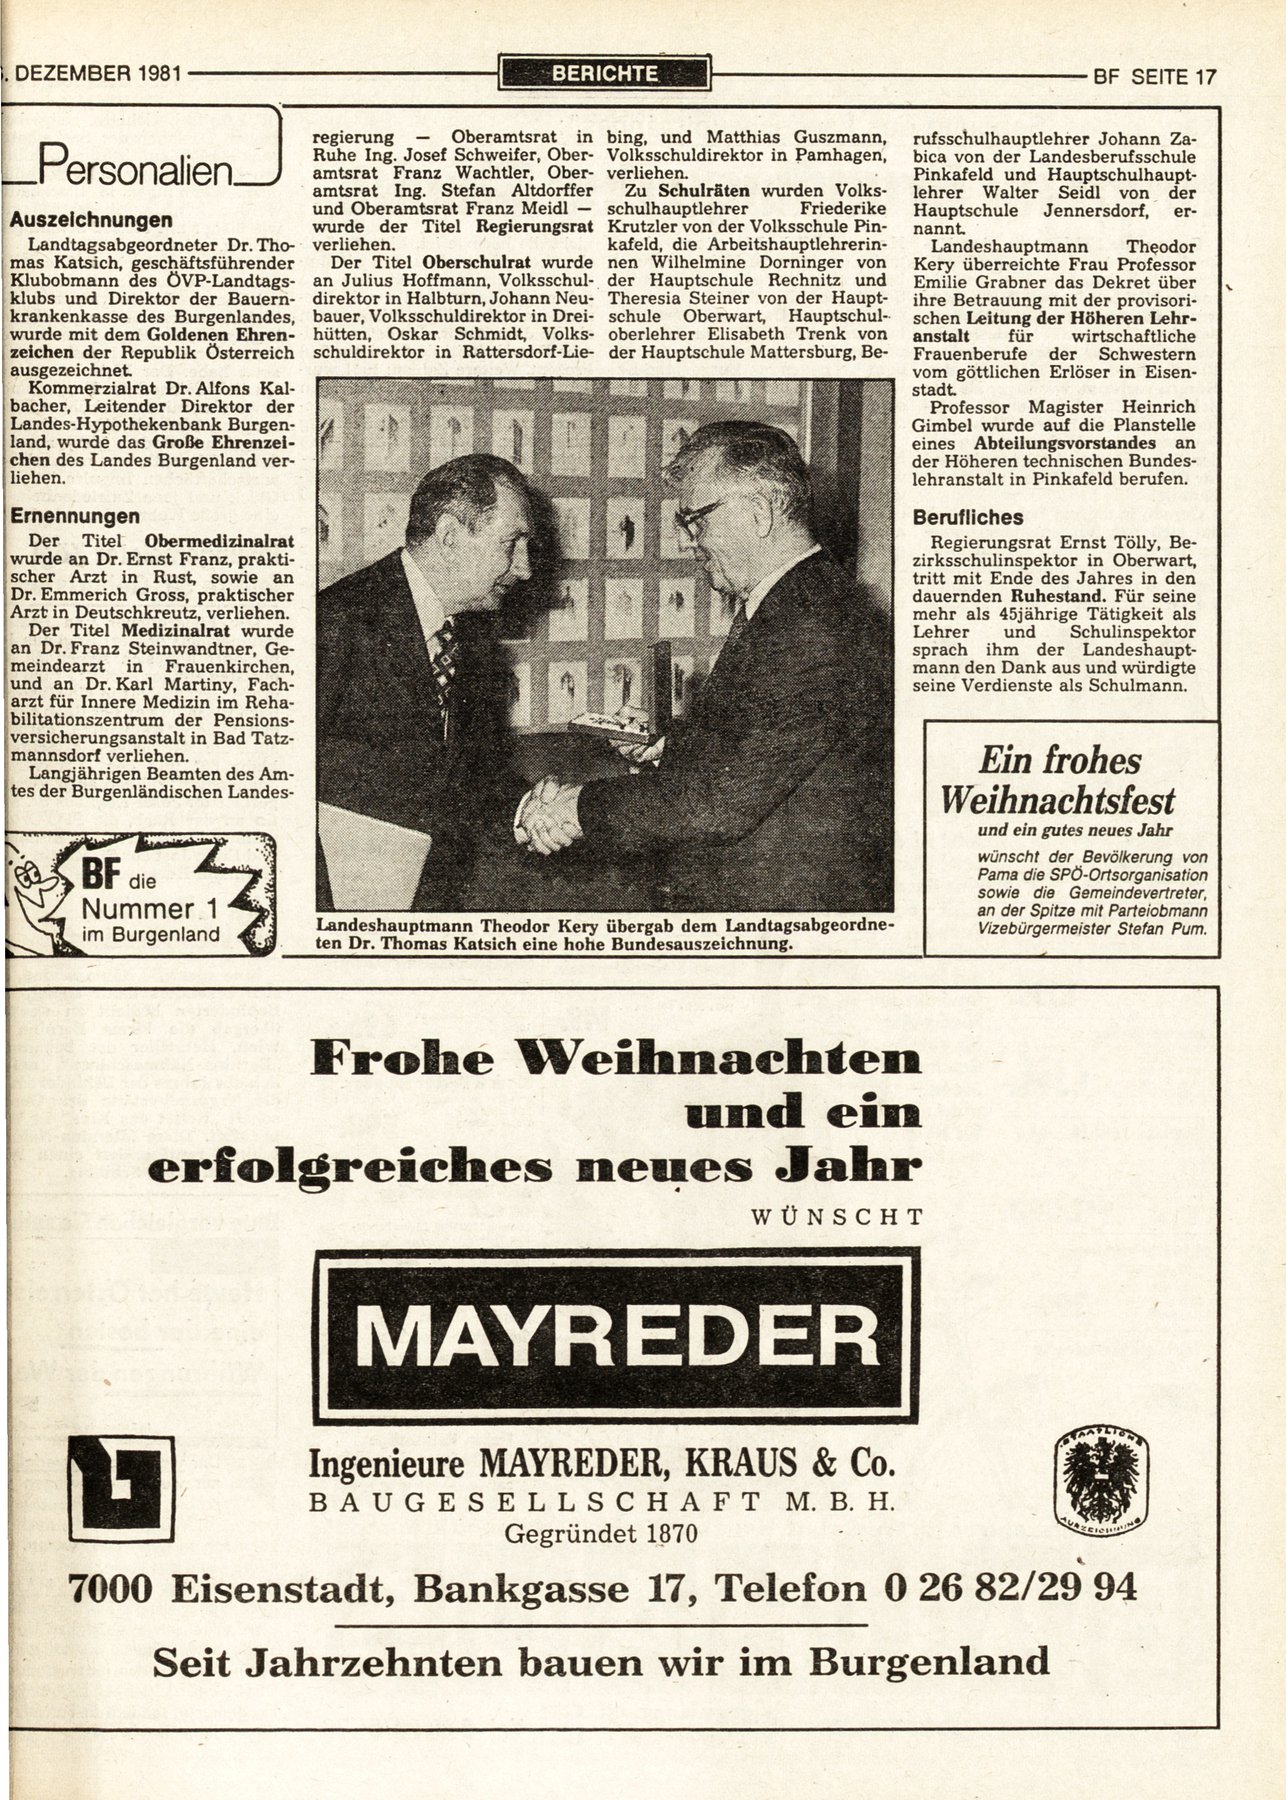 . DEZEMBER 1981
BERICHTE
BF SEITE 17
Personalien
Auszeichnungen
Landtagsabgeordneter Dr. Tho-
mas Katsich, geschäftsführender
Klubobmann des ÖVP-Landtags-
klubs und Direktor der Bauern-
krankenkasse des Burgenlandes,
wurde mit dem Goldenen Ehren-
zeichen der Republik Österreich
ausgezeichnet.
Kommerzialrat Dr. Alfons Kal-
bacher, Leitender Direktor der
Landes-Hypothekenbank Burgen-
land, wurde das Große Ehrenzei-
chen des Landes Burgenland ver-
liehen.
Ernennungen
Der Titel Obermedizinalrat
wurde an Dr. Ernst Franz, prakti-
scher Arzt in Rust, sowie an
Dr. Emmerich Gross, praktischer
Arzt in Deutschkreutz, verliehen.
Der Titel Medizinalrat wurde
an Dr. Franz Steinwandtner, Ge-
meindearzt in Frauenkirchen,
und an Dr. Karl Martiny, Fach-
arzt für Innere Medizin im Reha-
bilitationszentrum der Pensions-
versicherungsanstalt in Bad Tatz-
mannsdorf verliehen.
Langjährigen Beamten des Am-
tes der Burgenländischen Landes-
BF die
Nummer 1
im Burgenland
regierung — Oberamtsrat in
Ruhe Ing. Josef Schweifer, Ober-
amtsrat Franz Wachtler, Ober-
amtsrat Ing. Stefan Altdorffer
und Oberamtsrat Franz Meidl —
wurde der Titel Regierungsrat
verliehen.
Der Titel Oberschulrat wurde
an Julius Hoffmann, Volksschul-
direktor in Halbturn, Johann Neu-
bauer, Volksschuldirektor in Drei-
hütten, Oskar Schmidt, Volks-
schuldirektor in Rattersdorf-Lie-
bing, und Matthias Guszmann,
Volksschuldirektor in Pamhagen,
verliehen.
Zu Schulräten wurden Volks-
schulhauptlehrer Friederike
Krutzler von der Volksschule Pin-
kafeld, die Arbeitshauptlehrerin-
nen Wilhelmine Dorninger von
der Hauptschule Rechnitz und
Theresia Steiner von der Haupt-
schule Oberwart, Hauptschul-
oberlehrer Elisabeth Trenk von
der Hauptschule Mattersburg, Be-
rufsschulhauptlehrer Johann Za-
bica von der Landesberufsschule
Pinkafeld und Hauptschulhaupt-
lehrer Walter Seidl von der
Hauptschule Jennersdorf, er-
nannt.
Landeshauptmann Theodor
Kery überreichte Frau Professor
Emilie Grabner das Dekret über
ihre Betrauung mit der provisori-
schen Leitung der Höheren Lehr-
anstalt für wirtschaftliche
Frauenberufe der Schwestern
vom göttlichen Erlöser in Eisen-
stadt.
Professor Magister Heinrich
Gimbel wurde auf die Planstelle
eines Abteilungsvorstandes an
der Höheren technischen Bundes-
lehranstalt in Pinkafeld berufen.
Berufliches
Regierungsrat Ernst Tölly, Be-
zirksschulinspektor in Oberwart,
tritt mit Ende des Jahres in den
dauernden Ruhestand. Für seine
mehr als 45jährige Tätigkeit als
Lehrer und Schulinspektor
sprach ihm der Landeshaupt-
mann den Dank aus und würdigte
seine Verdienste als Schulmann.
Landeshauptmann Theodor Kery übergab dem Landtagsabgeordne-
ten Dr. Thomas Katsich eine hohe Bundesauszeichnung.
Ein frohes
Weihnachtsfest
und ein gutes neues Jahr
wünscht der Bevölkerung von
Pama die SPÖ-Ortsorganisation
sowie die Gemeindevertreter,
an der Spitze mit Parteiobmann
Vizebürgermeister Stefan Pum.
Frohe Weihnachten
und ein
erfolgreiches neues Jahr
WÜNSCHT
MAYREDER
Ingenieure MAYREDER, KRAUS & Co.
BAUGESELLSCHAFT M. B. H.
Gegründet 1870
STAATLICHE
AUSZEICHNUNG
7000 Eisenstadt, Bankgasse 17, Telefon 0 26 82/29 94
Seit Jahrzehnten bauen wir im Burgenland